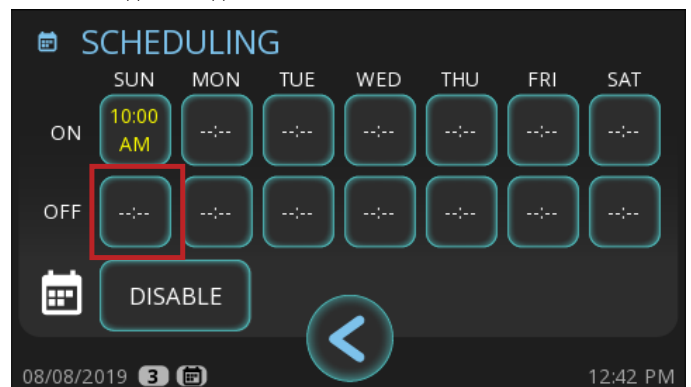 SCHEDULING
SUN MON TUE WED THU FRI SAT
ON 10:00 AM --:-- --:-- --:-- --:-- --:-- --:--
OFF --:-- --:-- --:-- --:-- --:-- --:-- --:--
DISABLE
08/08/2019 3 12:42 PM